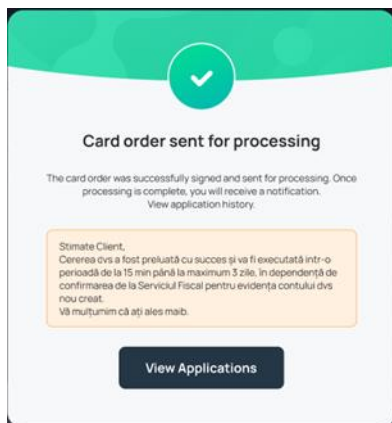 Card order sent for processing
The card order was successfully signed and sent for processing. Once
processing is complete, you will receive a notification.
View application history.
Stimate Client,
Cererea dvs a fost preluată cu succes și va fi executată intr-o
perioadă de la 15 min până la maximum 3 zile, în dependență de
confirmarea de la Serviciul Fiscal pentru evidența contului dvs
nou creat.
Vă mulțumim că ați ales maib.
View Applications